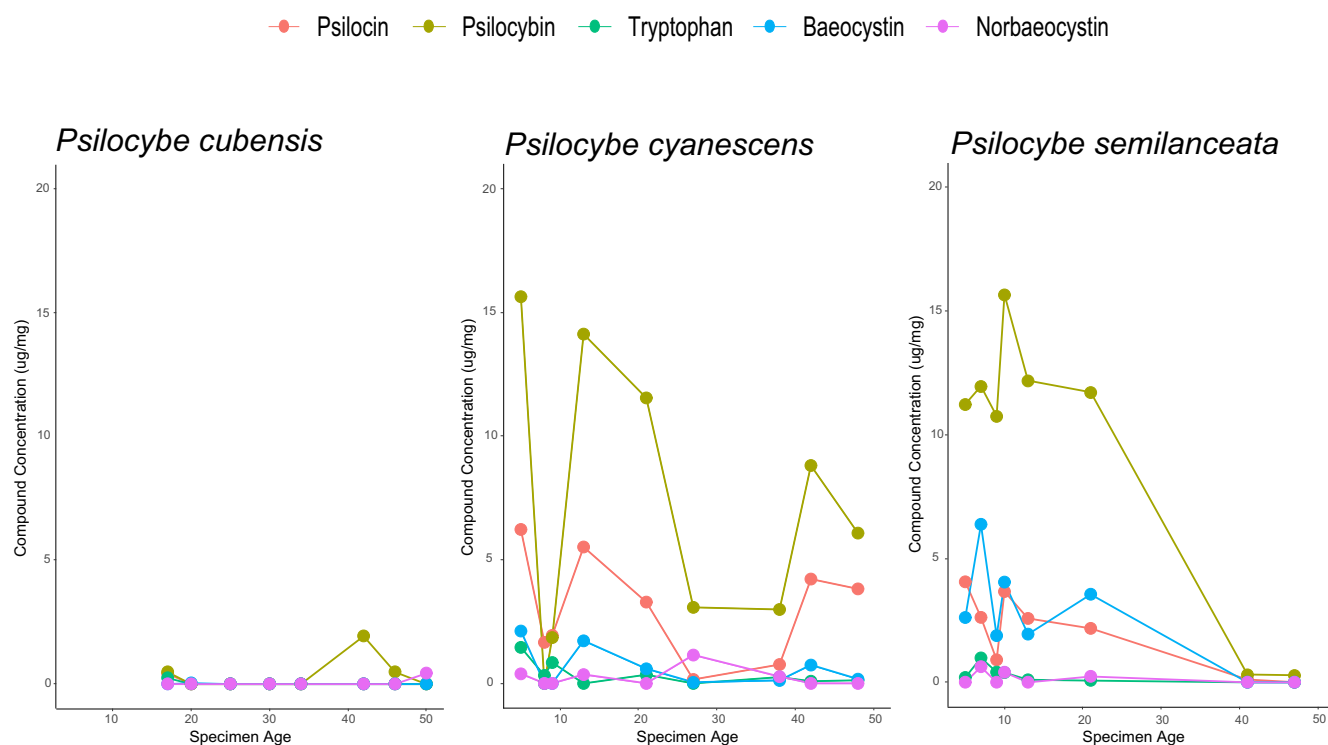 Psilocin Psilocybin Tryptophan Baeocystin Norbaeocystin
Psilocybe cubensis
20
15
10
5
0
Compound Concentration (ug/mg)
10 20 30 40 50
Specimen Age
Psilocybe cyanescens
20
15
10
5
0
Compound Concentration (ug/mg)
10 20 30 40 50
Specimen Age
Psilocybe semilanceata
20
15
10
5
0
Compound Concentration (ug/mg)
10 20 30 40 50
Specimen Age